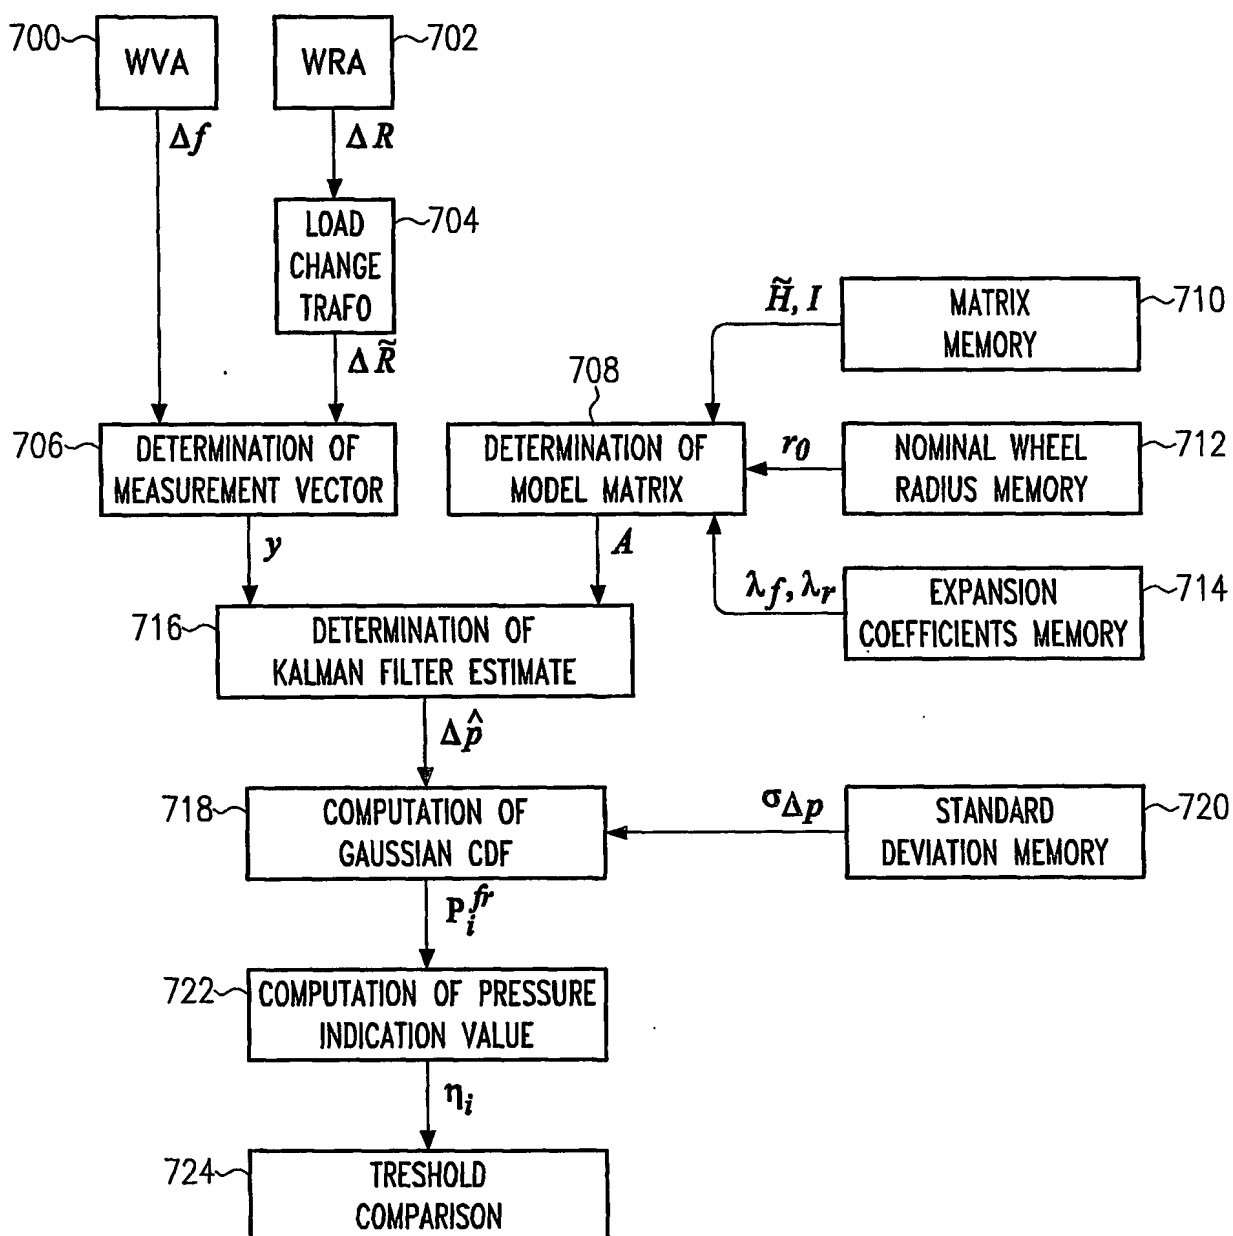 700
WVA
702
WRA
Δf
ΔR
704
LOAD
CHANGE
TRAFO
ΔR̃
H̃, I
MATRIX
MEMORY
710
708
706
DETERMINATION OF
MEASUREMENT VECTOR
DETERMINATION OF
MODEL MATRIX
r0
NOMINAL WHEEL
RADIUS MEMORY
712
y
A
λf, λr
EXPANSION
COEFFICIENTS MEMORY
714
716
DETERMINATION OF
KALMAN FILTER ESTIMATE
Δp̂
718
COMPUTATION OF
GAUSSIAN CDF
σΔp
STANDARD
DEVIATION MEMORY
720
P_i^fr
722
COMPUTATION OF PRESSURE
INDICATION VALUE
ηi
724
TRESHOLD
COMPARISON